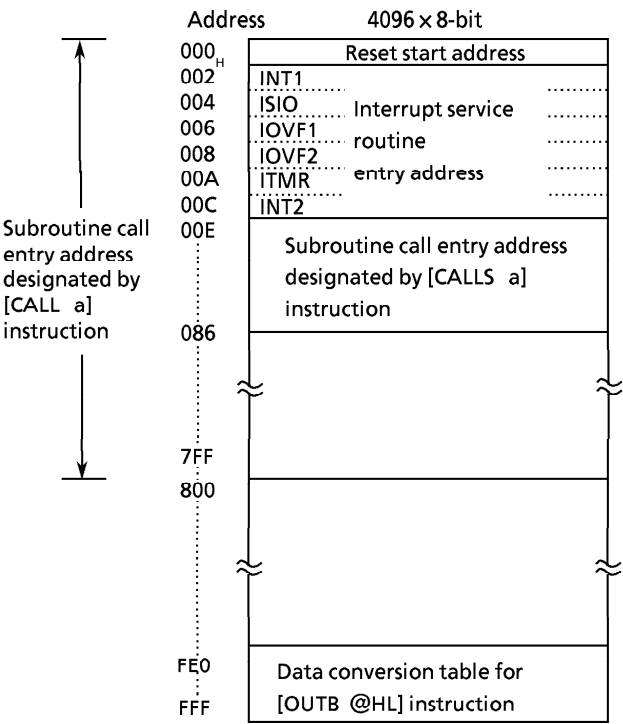 Address 4096 × 8-bit
000H Reset start address
002 INT1
004 ISIO Interrupt service
006 IOVF1 routine
008 IOVF2
00A ITMR entry address
00C INT2
Subroutine call
entry address
designated by
[CALL a]
instruction
00E
Subroutine call entry address
designated by [CALLS a]
instruction
086
7FF
800
FE0 Data conversion table for
FFF [OUTB @HL] instruction